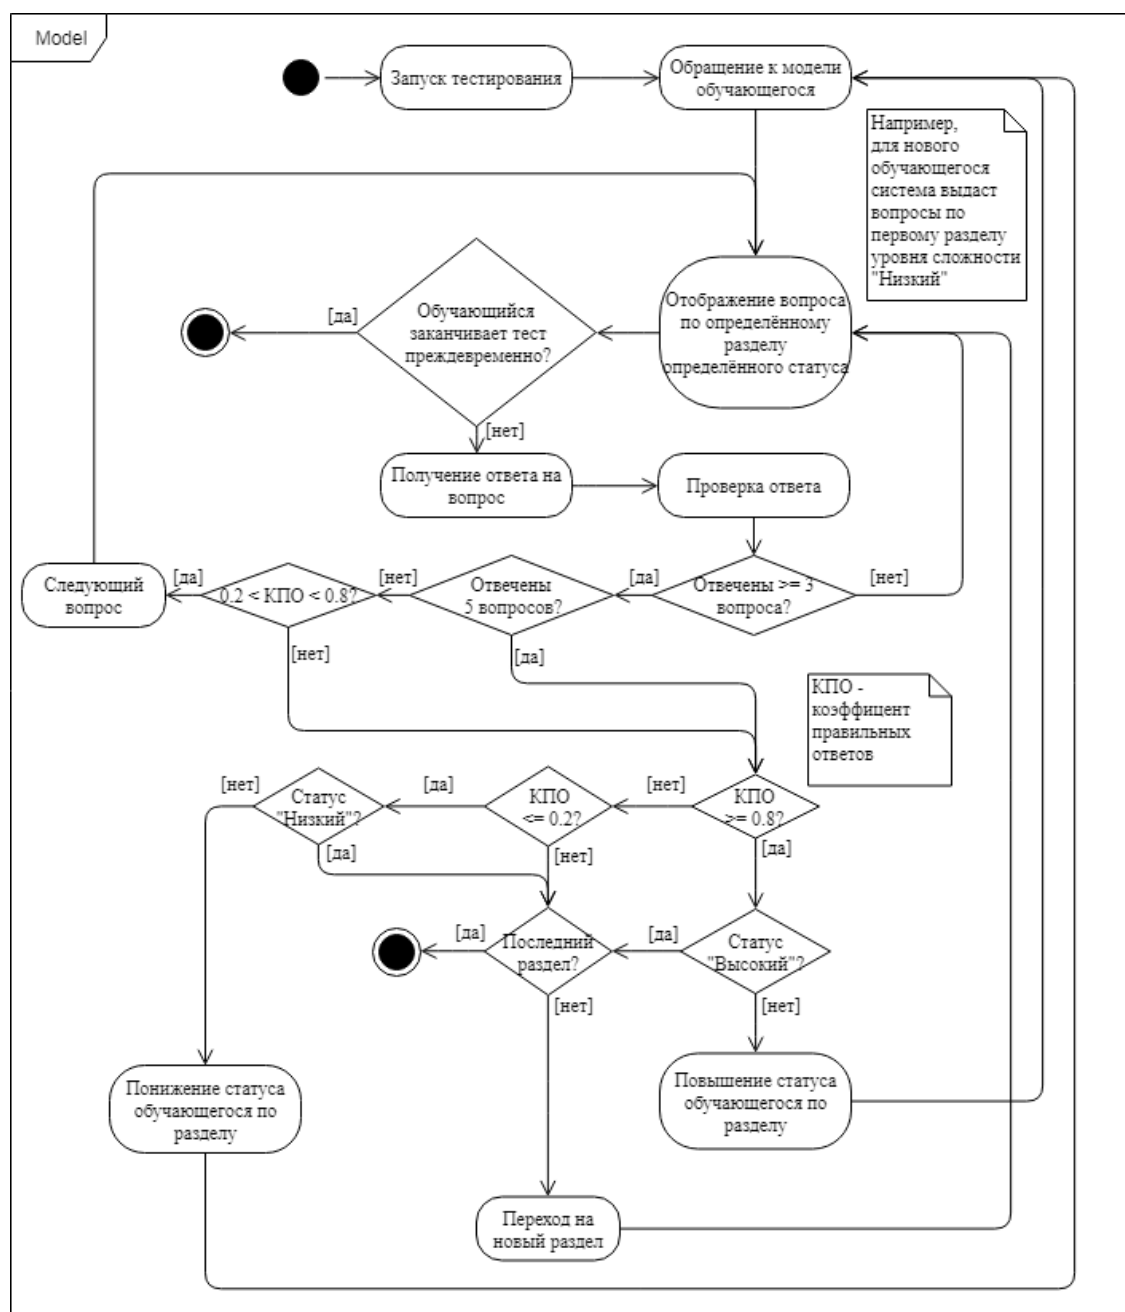 Model
Запуск тестирования
Обращение к модели
обучающегося
Например,
для нового
обучающегося
система выдаст
вопросы по
первому разделу
уровня сложности
"Низкий"
Отображение вопроса
по определённому
разделу
определённого статуса
Обучающийся
заканчивает тест
преждевременно?
[да]
[нет]
Получение ответа на
вопрос
Проверка ответа
Отвечены >= 3
вопроса?
[нет]
[да]
Отвечены
5 вопросов?
[нет]
[да]
0.2 < КПО < 0.8?
[да]
[нет]
Следующий
вопрос
КПО -
коэффицент
правильных
ответов
КПО
>= 0.8?
[нет]
[да]
КПО
<= 0.2?
[да]
[нет]
Статус
"Низкий"?
[нет]
[да]
Статус
"Высокий"?
[да]
[нет]
Последний
раздел?
[да]
[нет]
Понижение статуса
обучающегося по
разделу
Повышение статуса
обучающегося по
разделу
Переход на
новый раздел